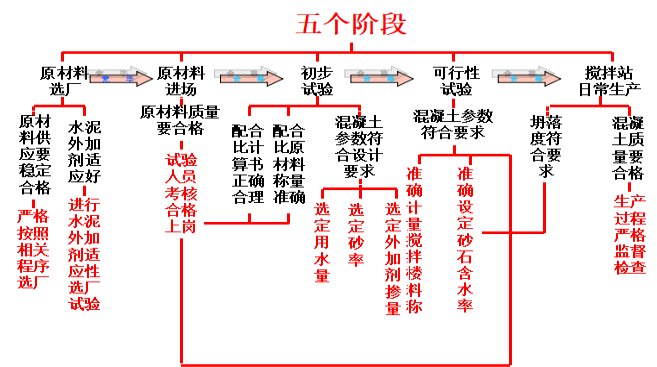 五个阶段
原材料
选厂
原材料
进场
初步
试验
可行性
试验
搅拌站
日常生产
原材
料供
应要
稳定
合格
水泥
外加
剂适
应好
原材料质量
要合格
配合
比计
算书
正确
合理
配合
比原
材料
称量
准确
混凝土
参数符
合设计
要求
混凝土参数
符合要求
坍落
度符
合要
求
混凝
土质
量要
合格
严格
按照
相关
程序
选厂
进行
水泥
外加
剂适
应性
选厂
试验
试验
人员
考核
合格
上岗
选定用水量
选定砂率
选定外加剂掺量
准确计量搅拌楼料称
准确设定砂石含水率
生产
过程
严格
监督
检查